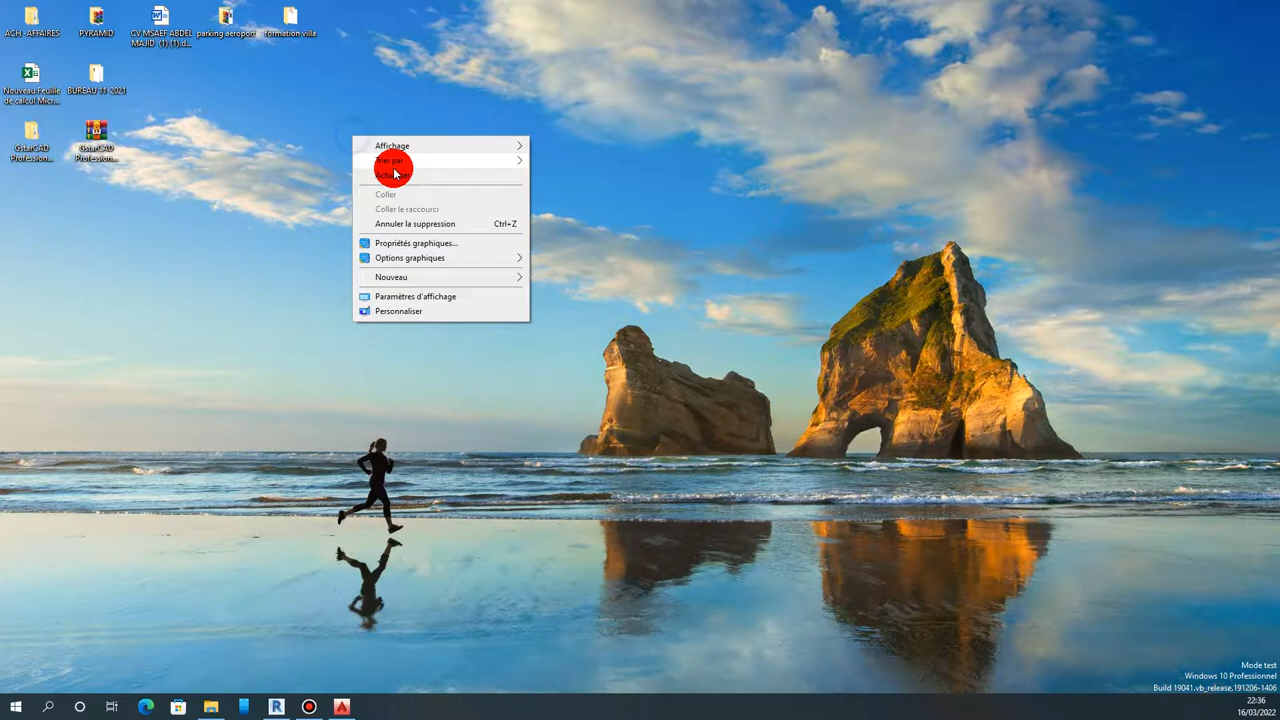 ACH - AFFAIRES
PYRAMID
CV MSAEF ABDEL
MAJID (1) (1).d...
parking aeroport
formation villa
Nouveau Feuille
de calcul Micr...
BUREAU 11-2021
GstarCAD
Profession...
GstarCAD
Profession...
Affichage
Trier par
Actualiser
Coller
Coller le raccourci
Annuler la suppression Ctrl+Z
Propriétés graphiques...
Options graphiques
Nouveau
Paramètres d'affichage
Personnaliser
Mode test
Windows 10 Professionnel
Build 19041.vb_release.191206-1406
22:36
16/03/2022